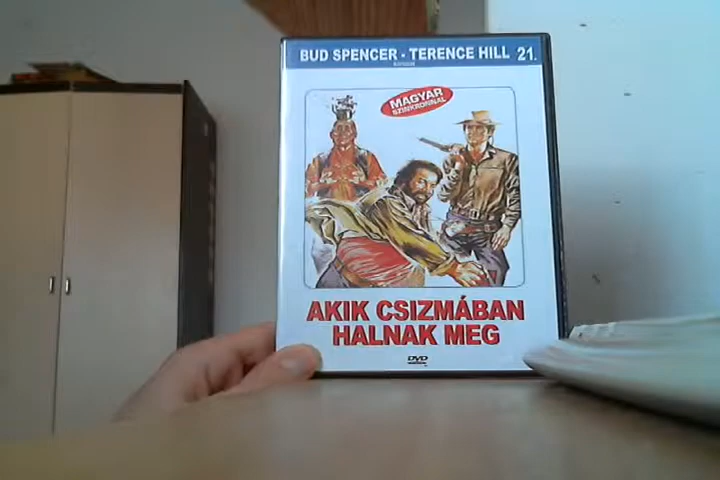 BUD SPENCER - TERENCE HILL 21.
MAGYAR
SZINKRONNAL
AKIK CSIZMÁBAN
HALNAK MEG
DVD